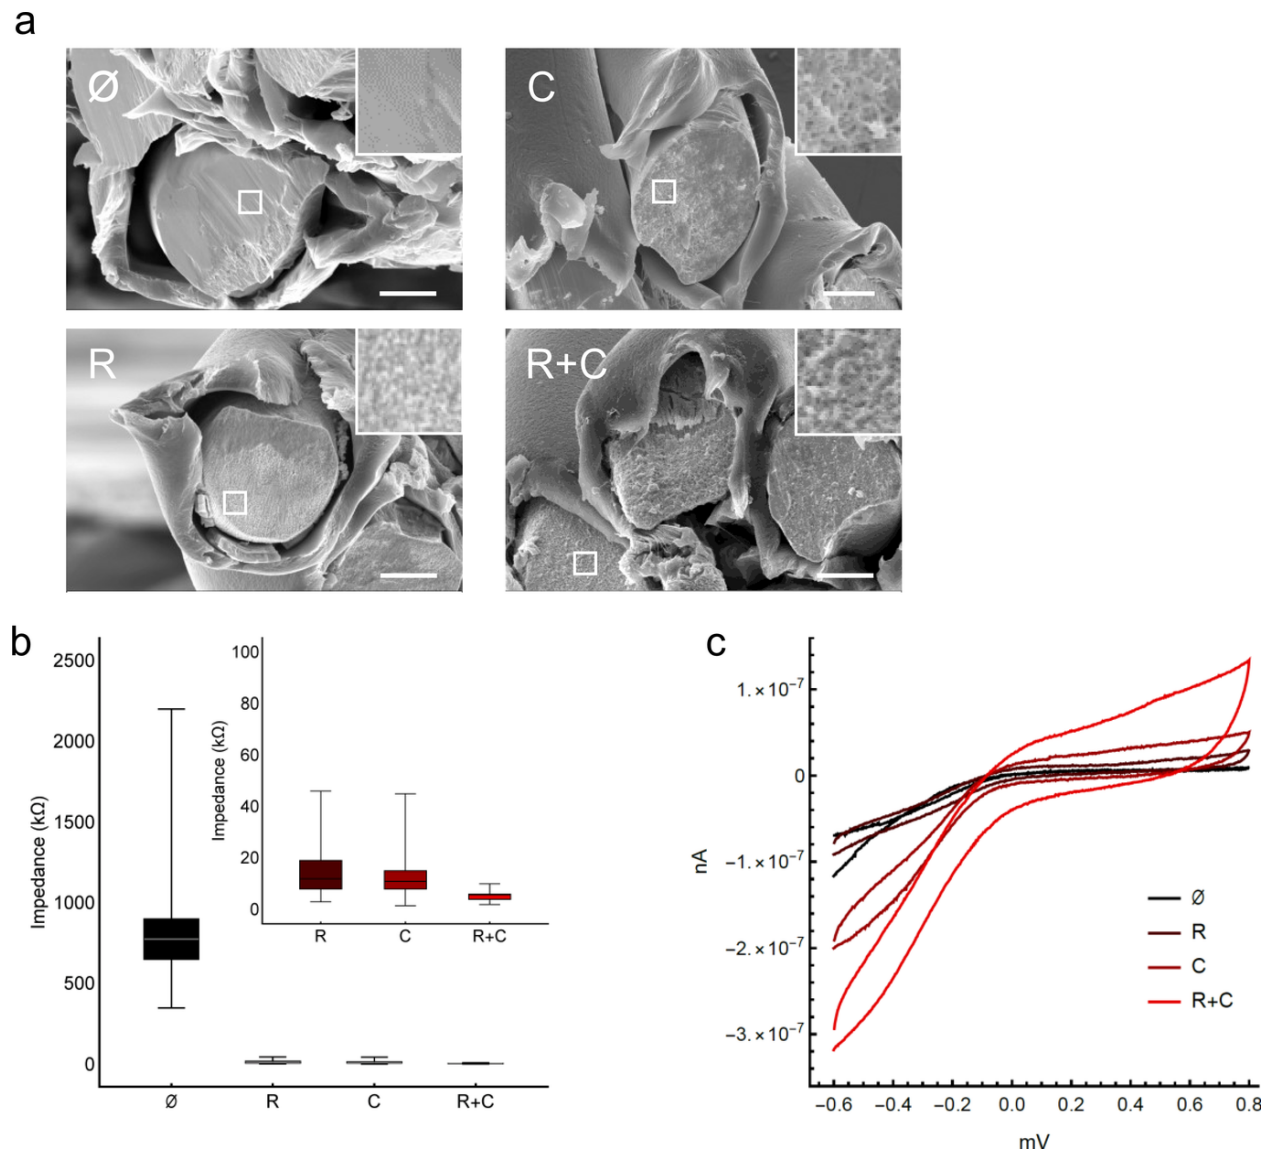 a
Ø
C
R
R+C
b
Impedance (kΩ)
2500
2000
1500
1000
500
0
Ø
R
C
R+C
Impedance (kΩ)
100
80
60
40
20
0
R
C
R+C
c
nA
1.×10⁻⁷
0
−1.×10⁻⁷
−2.×10⁻⁷
−3.×10⁻⁷
−0.6 −0.4 −0.2 0.0 0.2 0.4 0.6 0.8
mV
Ø
R
C
R+C